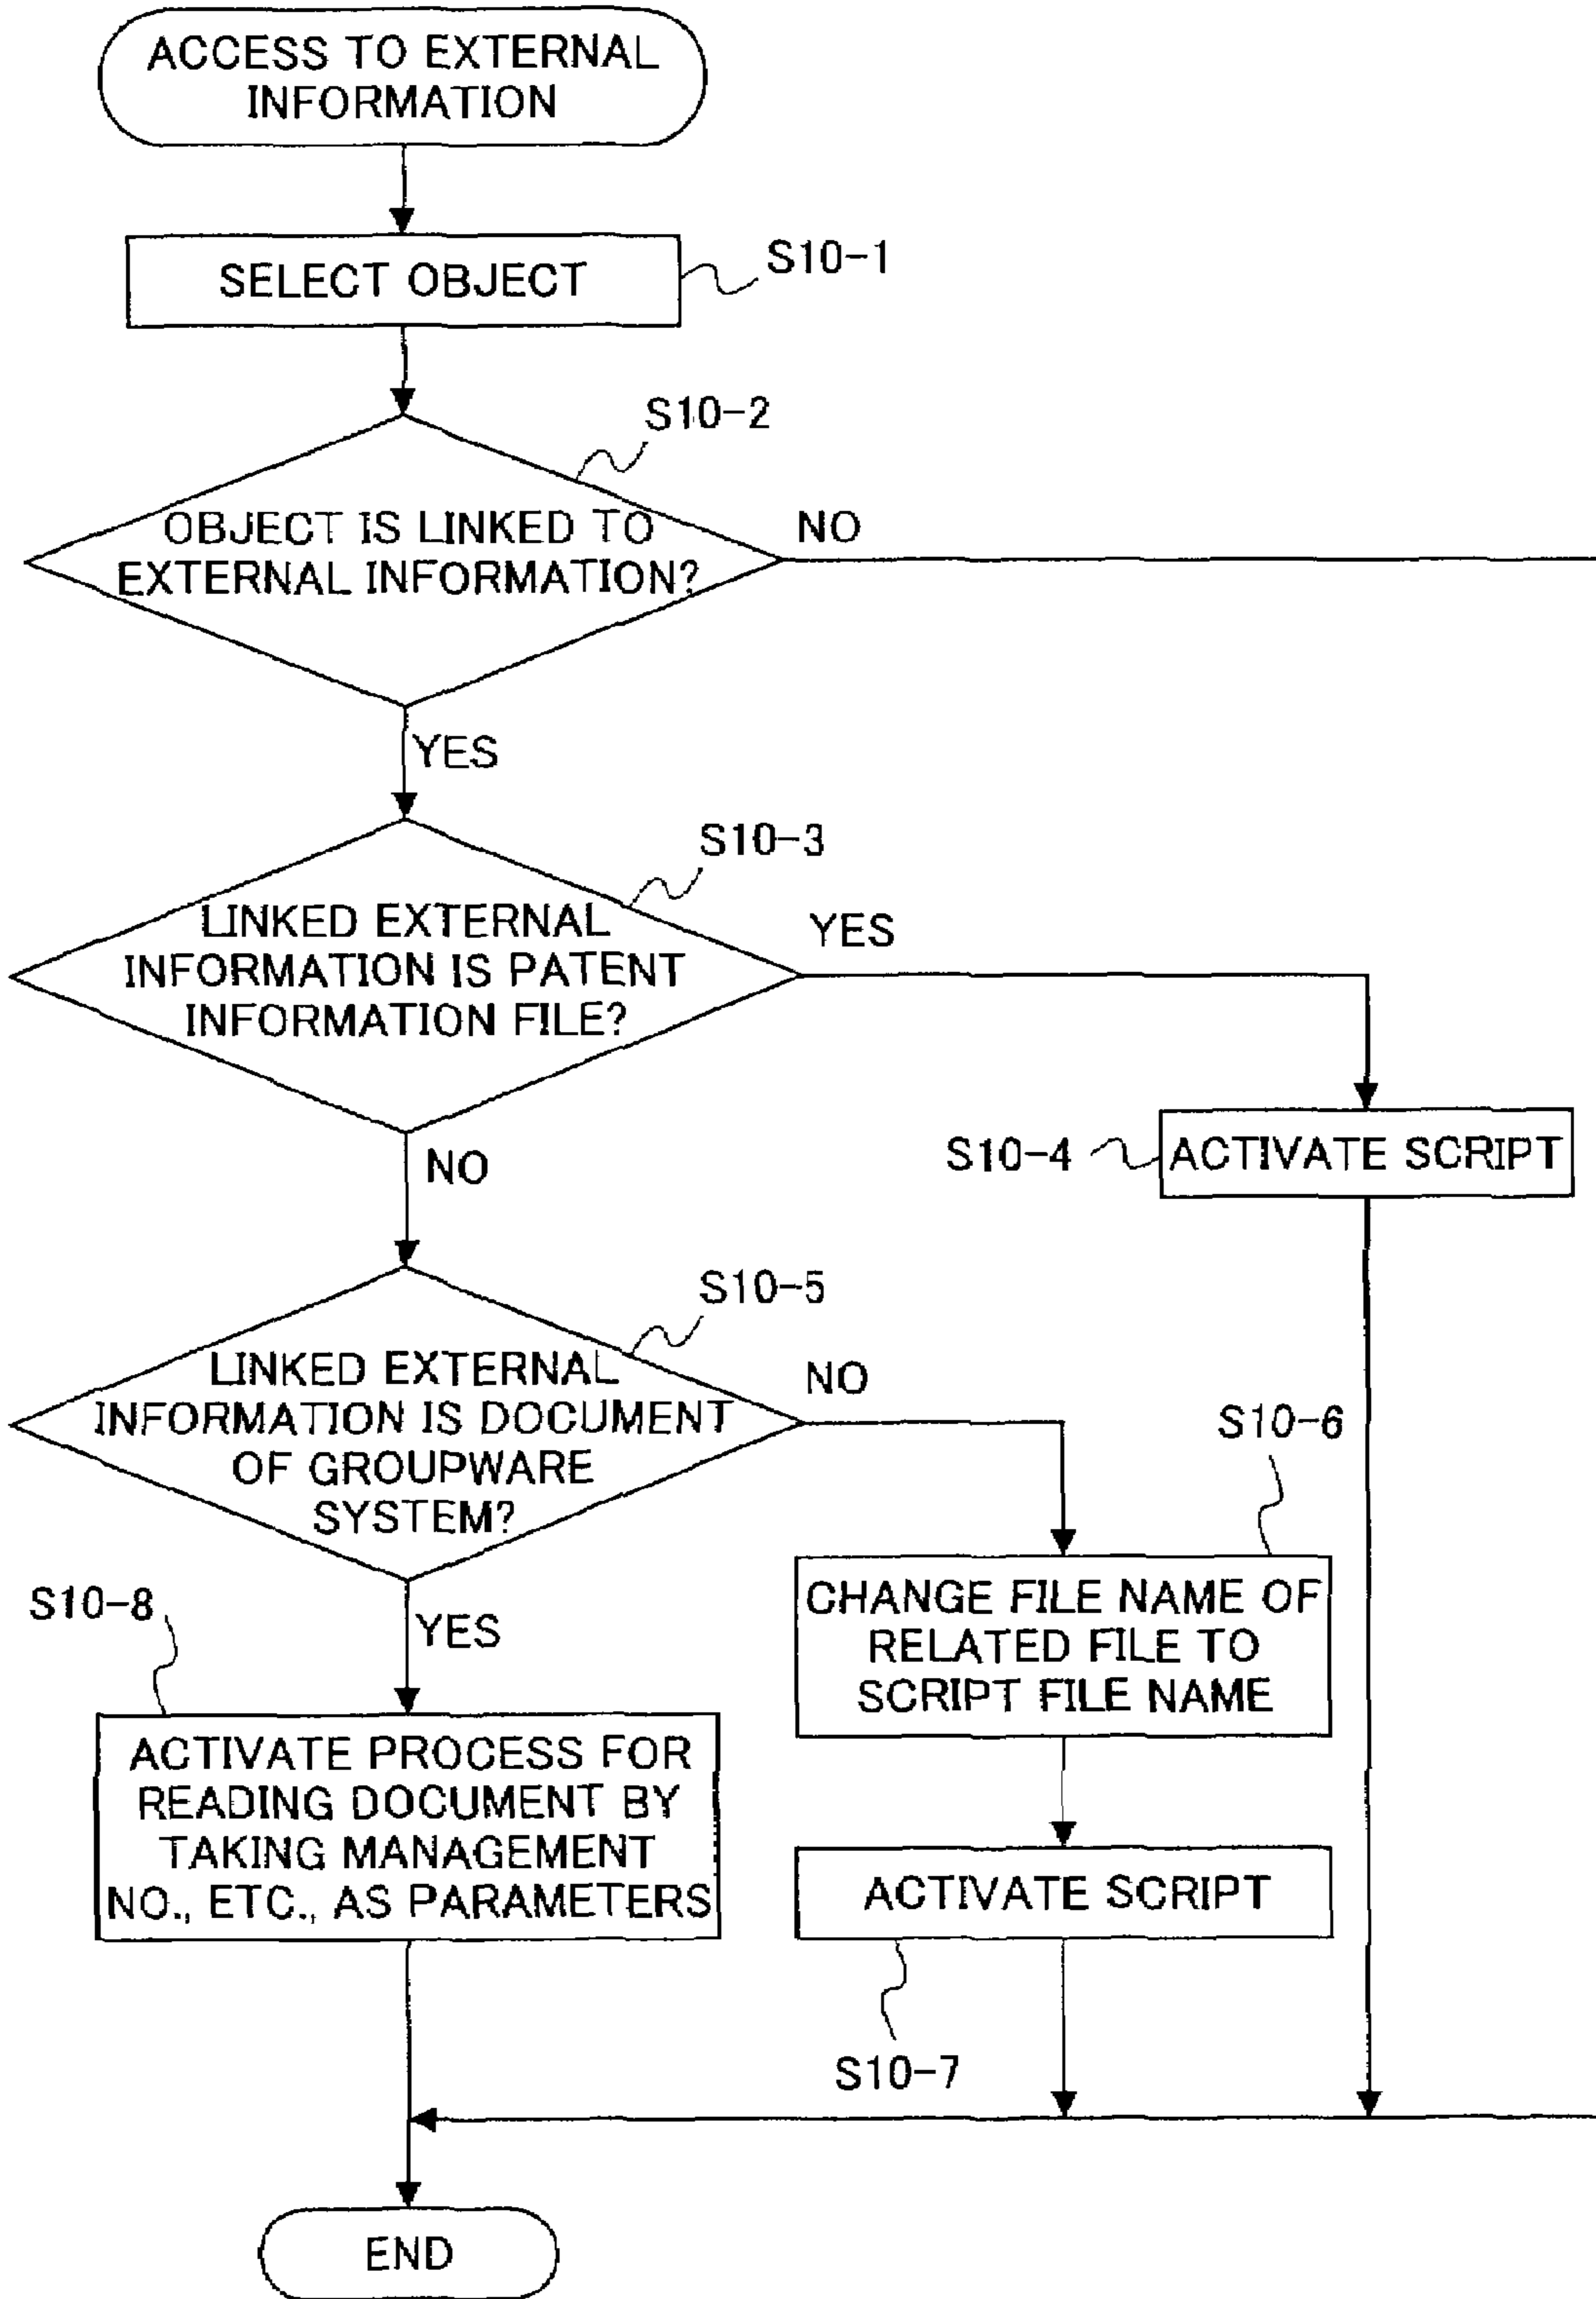 ACCESS TO EXTERNAL
INFORMATION
SELECT OBJECT
S10-1
S10-2
OBJECT IS LINKED TO
EXTERNAL INFORMATION?
NO
YES
S10-3
LINKED EXTERNAL
INFORMATION IS PATENT
INFORMATION FILE?
YES
NO
S10-4
ACTIVATE SCRIPT
S10-5
LINKED EXTERNAL
INFORMATION IS DOCUMENT
OF GROUPWARE
SYSTEM?
NO
YES
S10-6
CHANGE FILE NAME OF
RELATED FILE TO
SCRIPT FILE NAME
S10-8
ACTIVATE PROCESS FOR
READING DOCUMENT BY
TAKING MANAGEMENT
NO., ETC., AS PARAMETERS
ACTIVATE SCRIPT
S10-7
END